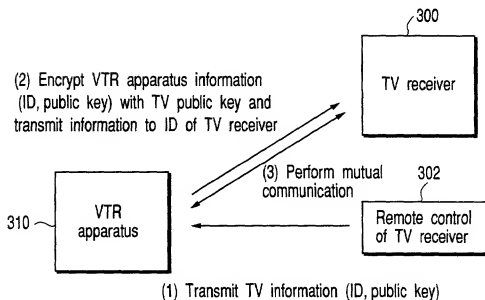 300
TV receiver
(2) Encrypt VTR apparatus information
(ID, public key) with TV public key and
transmit information to ID of TV receiver
(3) Perform mutual
communication
302
310
VTR
apparatus
Remote control
of TV receiver
(1) Transmit TV information (ID, public key)